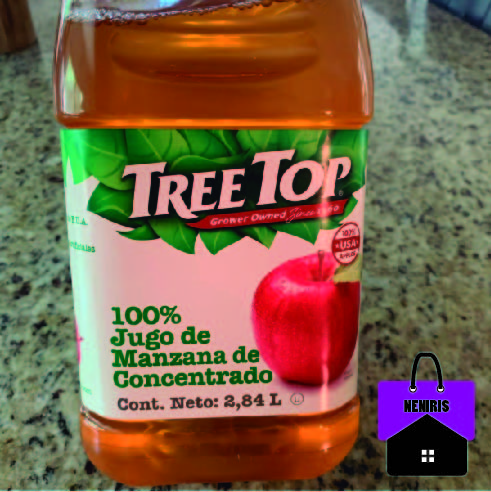 TREE TOP®
Grower Owned
100%
USA
100%
Jugo de
Manzana de
Concentrado
Cont. Neto: 2,84 L
NENIRIS